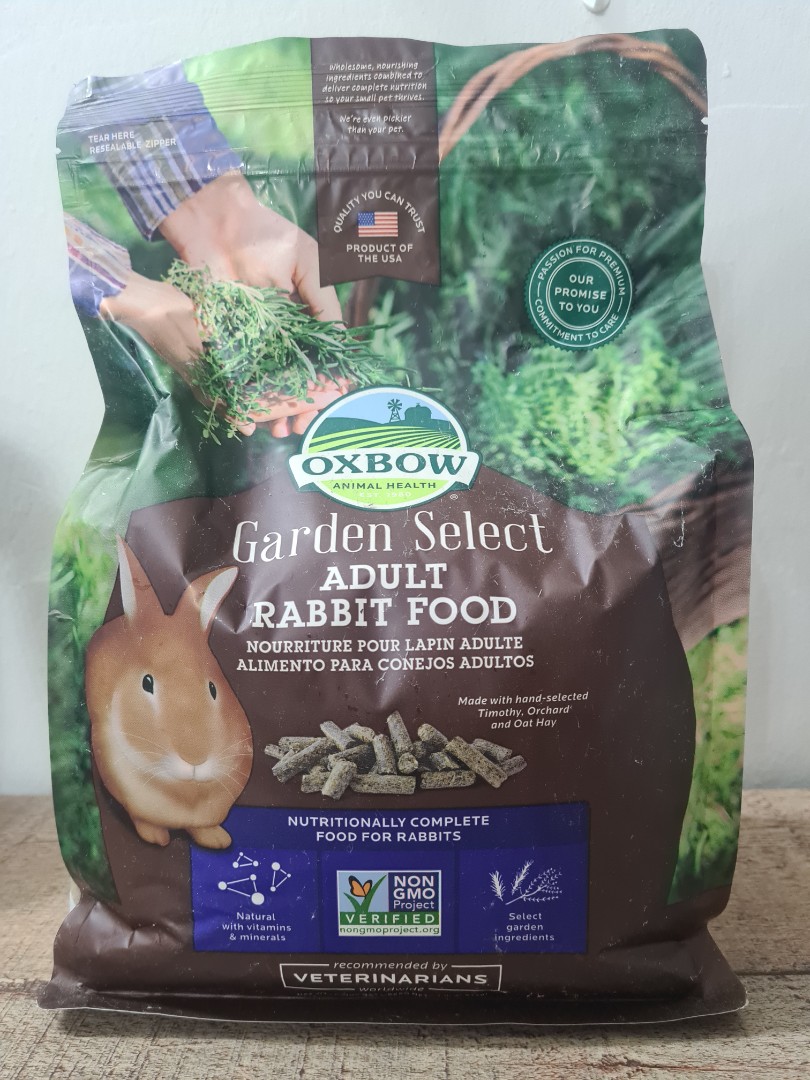 Wholesome, nourishing
ingredients combined to
deliver complete nutrition
so your small pet thrives.
We're even pickier
than your pet.
TEAR HERE
RESEALABLE ZIPPER
QUALITY YOU CAN TRUST
PRODUCT OF
THE USA
PASSION FOR PREMIUM
OUR
PROMISE
TO YOU
COMMITMENT TO CARE
OXBOW
ANIMAL HEALTH
EST. 1980
®
Garden Select
ADULT
RABBIT FOOD
NOURRITURE POUR LAPIN ADULTE
ALIMENTO PARA CONEJOS ADULTOS
Made with hand-selected
Timothy, Orchard
and Oat Hay
NUTRITIONALLY COMPLETE
FOOD FOR RABBITS
Natural
with vitamins
& minerals
NON
GMO
Project
VERIFIED
nongmoproject.org
Select
garden
ingredients
recommended by
VETERINARIANS
worldwide